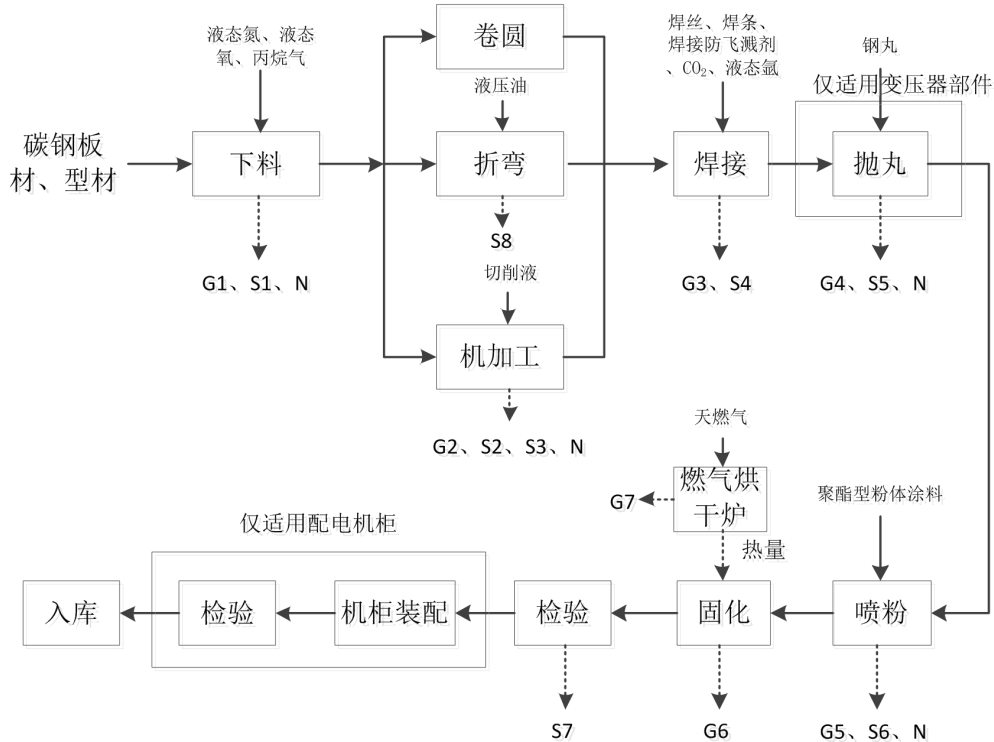 液态氮、液态
氧、丙烷气
碳钢板
材、型材
下料
G1、S1、N
卷圆
液压油
折弯
S8
切削液
机加工
G2、S2、S3、N
焊丝、焊条、
焊接防飞溅剂
、CO₂、液态氩
焊接
G3、S4
钢丸
仅适用变压器部件
抛丸
G4、S5、N
天燃气
燃气烘
干炉
G7
热量
聚酯型粉体涂料
仅适用配电机柜
入库
检验
机柜装配
检验
固化
喷粉
S7
G6
G5、S6、N